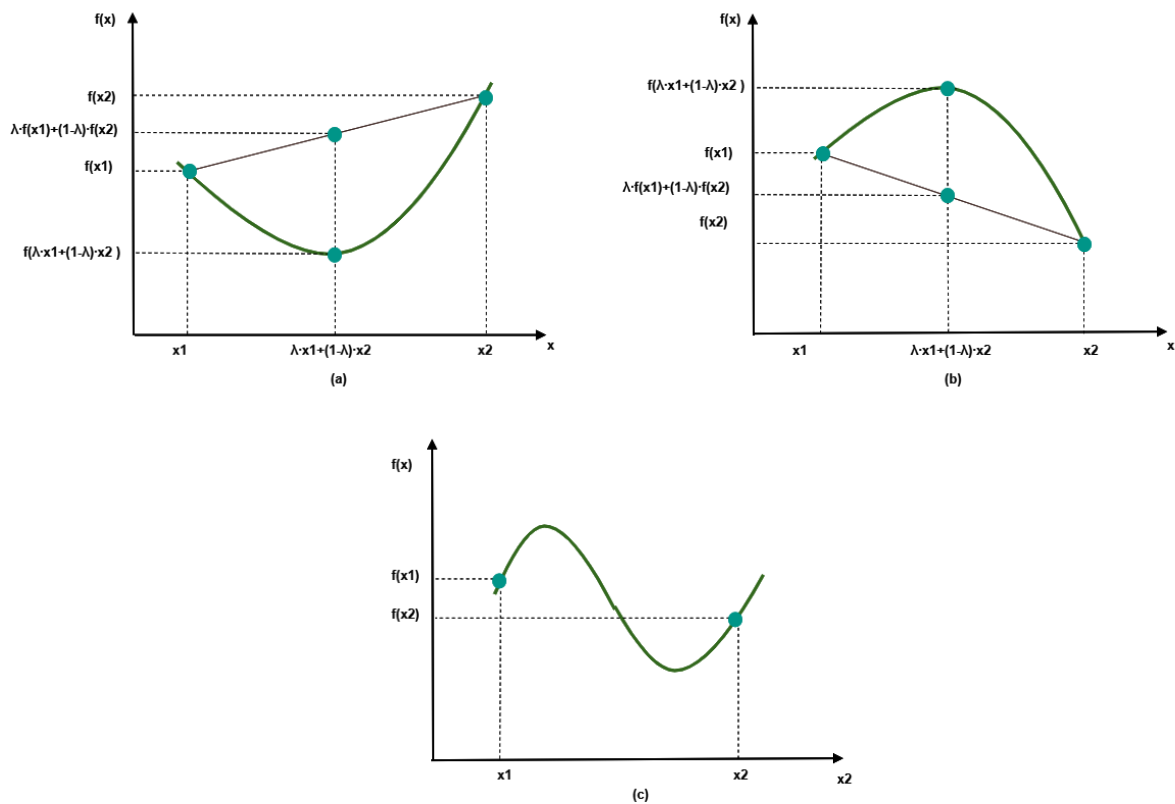 f(x)
f(x2)
λ·f(x1)+(1-λ)·f(x2)
f(x1)
f(λ·x1+(1-λ)·x2 )
x1
λ·x1+(1-λ)·x2
x2
x
(a)
f(x)
f(λ·x1+(1-λ)·x2 )
f(x1)
λ·f(x1)+(1-λ)·f(x2)
f(x2)
x1
λ·x1+(1-λ)·x2
x2
x
(b)
f(x)
f(x1)
f(x2)
x1
x2
x2
(c)